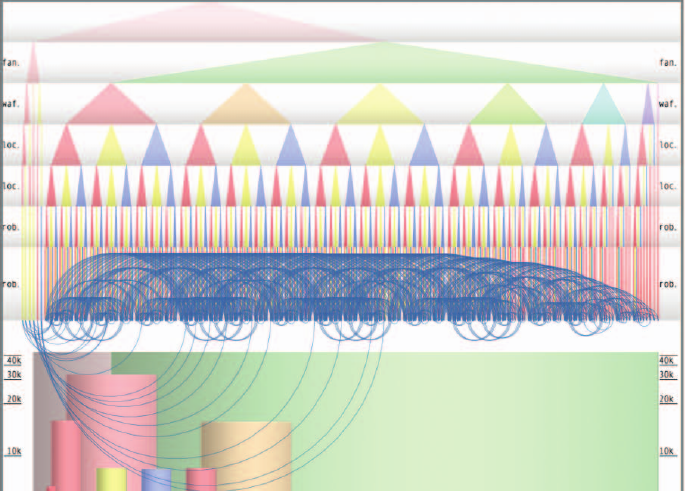 fan. fan.
waf. waf.
loc. loc.
loc. loc.
rob. rob.
rob. rob.
40k 40k
30k 30k
20k 20k
10k 10k